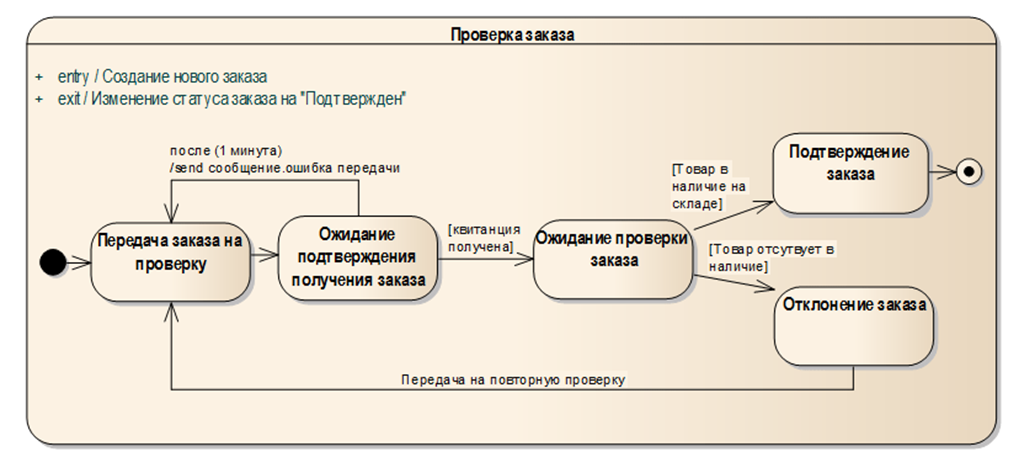 Проверка заказа
+ entry / Создание нового заказа
+ exit / Изменение статуса заказа на "Подтвержден"
после (1 минута)
/send сообщение.ошибка передачи
Передача заказа на
проверку
Ожидание
подтверждения
получения заказа
[квитанция
получена]
Ожидание проверки
заказа
[Товар в
наличие на
складе]
Подтверждение
заказа
[Товар отсутвует в
наличие]
Отклонение заказа
Передача на повторную проверку